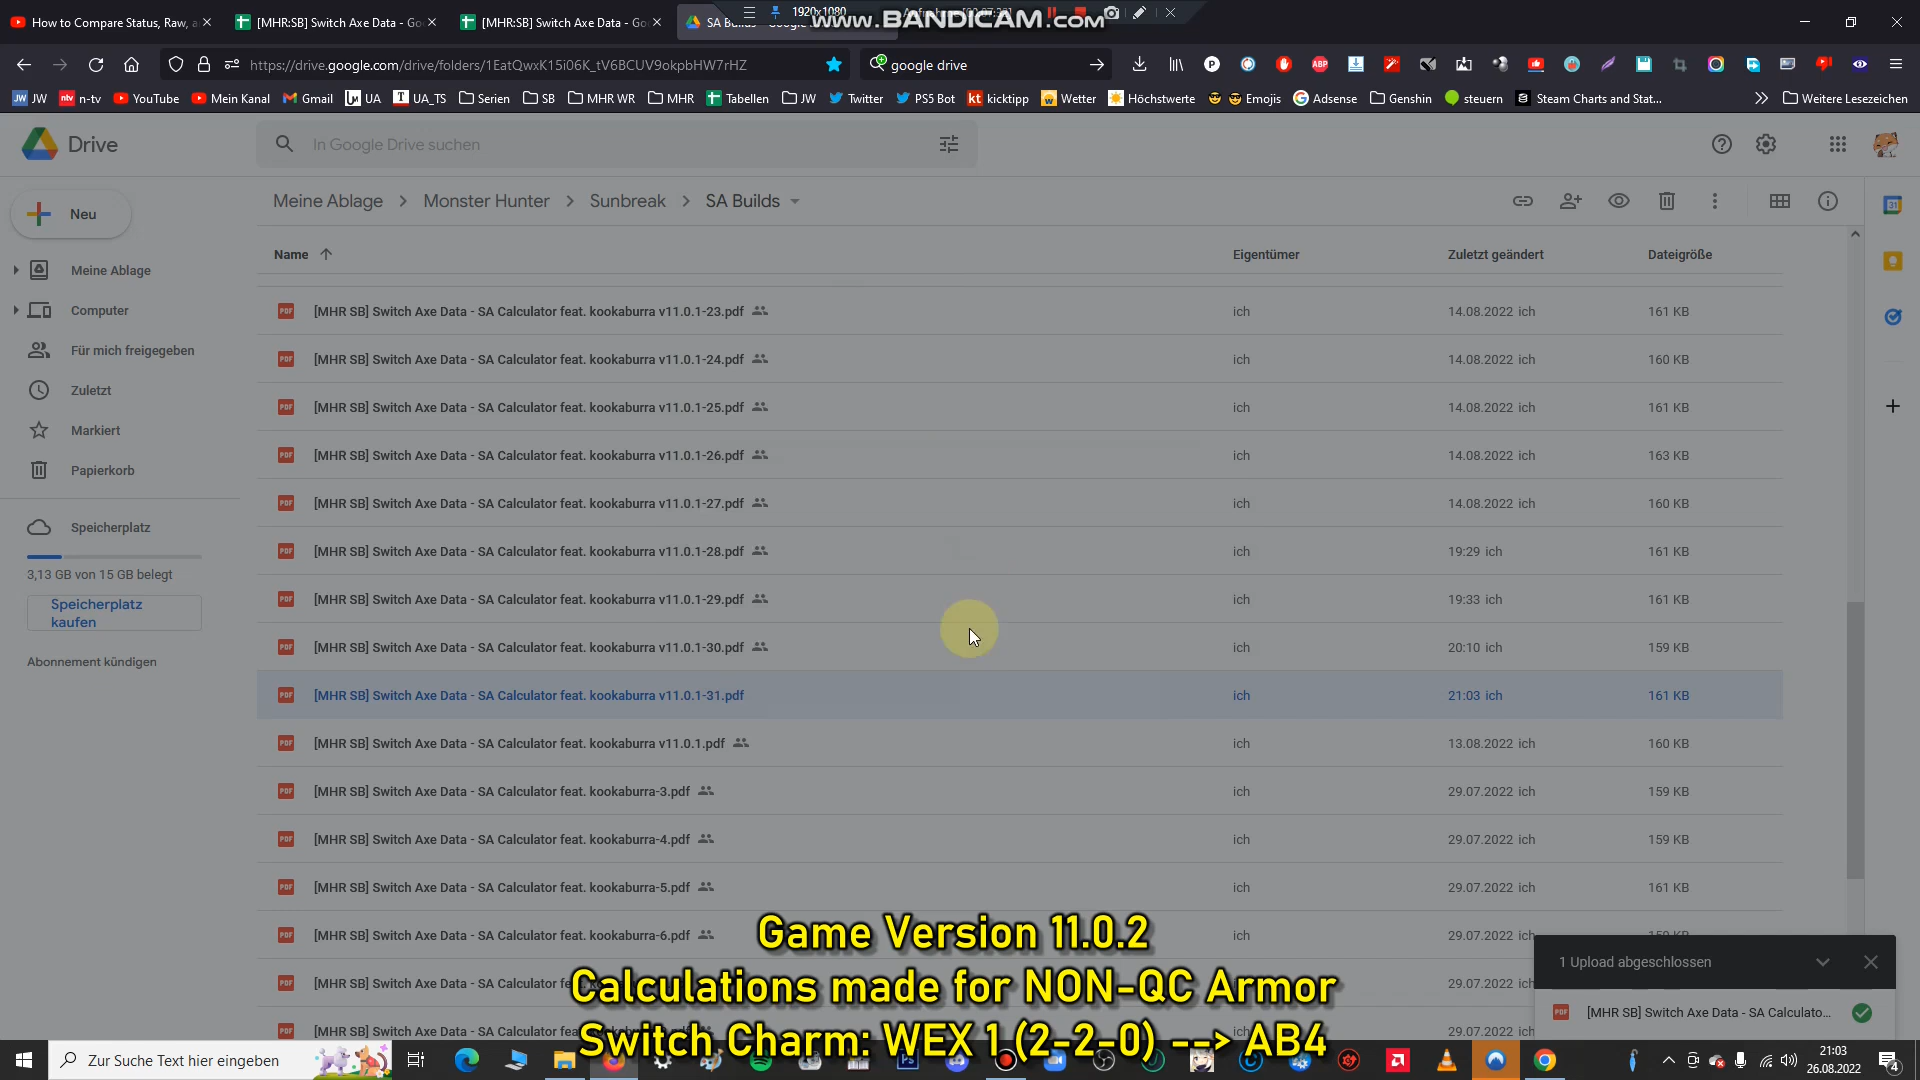 How to Compare Status, Raw, a
[MHR:SB] Switch Axe Data - Go
[MHR:SB] Switch Axe Data - Go
SA Builds - Google
1920x1080
www.BANDICAM.com
https://drive.google.com/drive/folders/1EatQwxK15i06K_tV6BCUV9okpbHW7rHZ
google drive
JW
n-tv
YouTube
Mein Kanal
Gmail
UA
UA_TS
Serien
SB
MHR WR
MHR
Tabellen
JW
Twitter
PS5 Bot
kicktipp
Wetter
Höchstwerte
Emojis
Adsense
Genshin
steuern
Steam Charts and Stat...
Weitere Lesezeichen
Drive
In Google Drive suchen
Neu
Meine Ablage
Monster Hunter
Sunbreak
SA Builds
Name
Eigentümer
Zuletzt geändert
Dateigröße
Meine Ablage
Computer
Für mich freigegeben
Zuletzt
Markiert
Papierkorb
Speicherplatz
3,13 GB von 15 GB belegt
Speicherplatz
kaufen
Abonnement kündigen
[MHR SB] Switch Axe Data - SA Calculator feat. kookaburra v11.0.1-23.pdf ich 14.08.2022 ich 161 KB
[MHR SB] Switch Axe Data - SA Calculator feat. kookaburra v11.0.1-24.pdf ich 14.08.2022 ich 160 KB
[MHR SB] Switch Axe Data - SA Calculator feat. kookaburra v11.0.1-25.pdf ich 14.08.2022 ich 161 KB
[MHR SB] Switch Axe Data - SA Calculator feat. kookaburra v11.0.1-26.pdf ich 14.08.2022 ich 163 KB
[MHR SB] Switch Axe Data - SA Calculator feat. kookaburra v11.0.1-27.pdf ich 14.08.2022 ich 160 KB
[MHR SB] Switch Axe Data - SA Calculator feat. kookaburra v11.0.1-28.pdf ich 19:29 ich 161 KB
[MHR SB] Switch Axe Data - SA Calculator feat. kookaburra v11.0.1-29.pdf ich 19:33 ich 161 KB
[MHR SB] Switch Axe Data - SA Calculator feat. kookaburra v11.0.1-30.pdf ich 20:10 ich 159 KB
[MHR SB] Switch Axe Data - SA Calculator feat. kookaburra v11.0.1-31.pdf ich 21:03 ich 161 KB
[MHR SB] Switch Axe Data - SA Calculator feat. kookaburra v11.0.1.pdf ich 13.08.2022 ich 160 KB
[MHR SB] Switch Axe Data - SA Calculator feat. kookaburra-3.pdf ich 29.07.2022 ich 159 KB
[MHR SB] Switch Axe Data - SA Calculator feat. kookaburra-4.pdf ich 29.07.2022 ich 159 KB
[MHR SB] Switch Axe Data - SA Calculator feat. kookaburra-5.pdf ich 29.07.2022 ich 161 KB
[MHR SB] Switch Axe Data - SA Calculator feat. kookaburra-6.pdf ich 29.07.2022 ich
[MHR SB] Switch Axe Data - SA Calculator feat. ich 29.07.2022 ich
[MHR SB] Switch Axe Data - SA Calculator feat. ich 29.07.2022 ich
Game Version 11.0.2
Calculations made for NON-QC Armor
Switch Charm: WEX 1 (2-2-0) --> AB4
1 Upload abgeschlossen
[MHR SB] Switch Axe Data - SA Calculato...
Zur Suche Text hier eingeben
21:03
26.08.2022
4